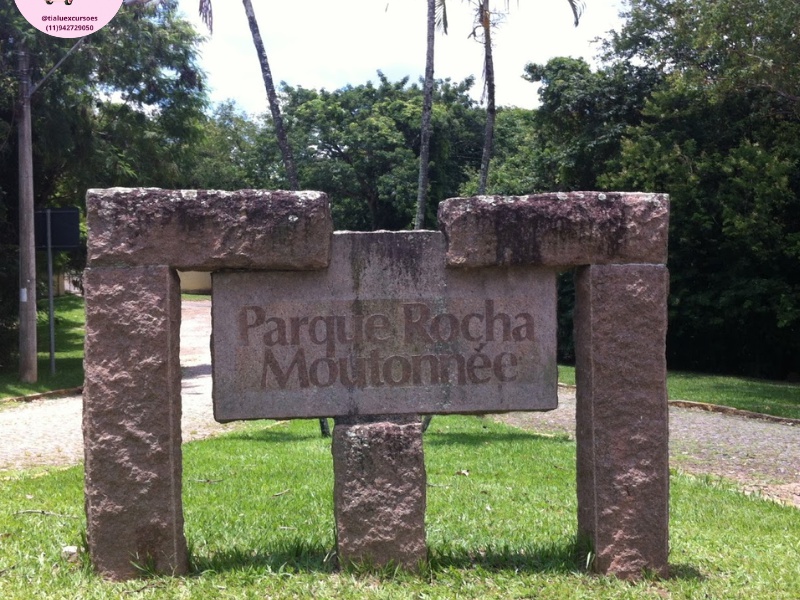 @tialuexcursoes
(11)942729050
Parque Rocha
Moutonnée